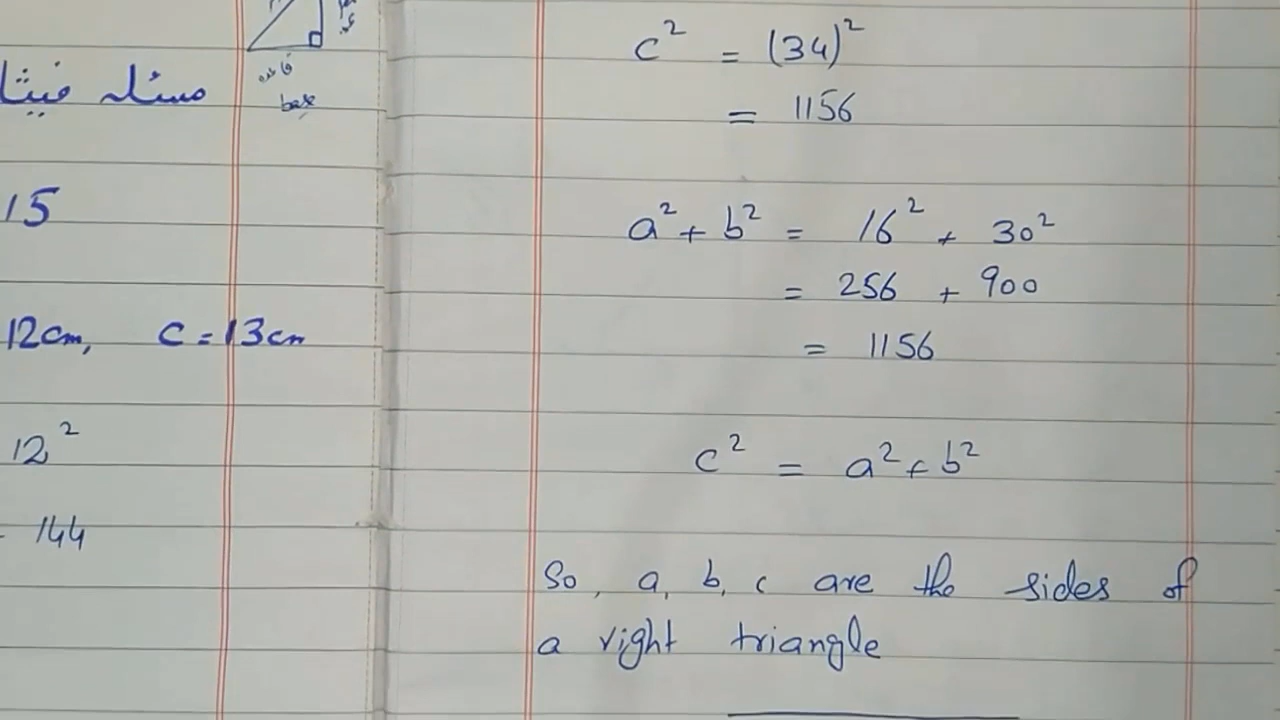 قاعدہ
base
مسئلہ فیثا
15
12cm, c = 13cm
12²
144
c² = (34)²
= 1156
a² + b² = 16² + 30²
= 256 + 900
= 1156
c² = a² + b²
So, a, b, c are the sides of
a right triangle